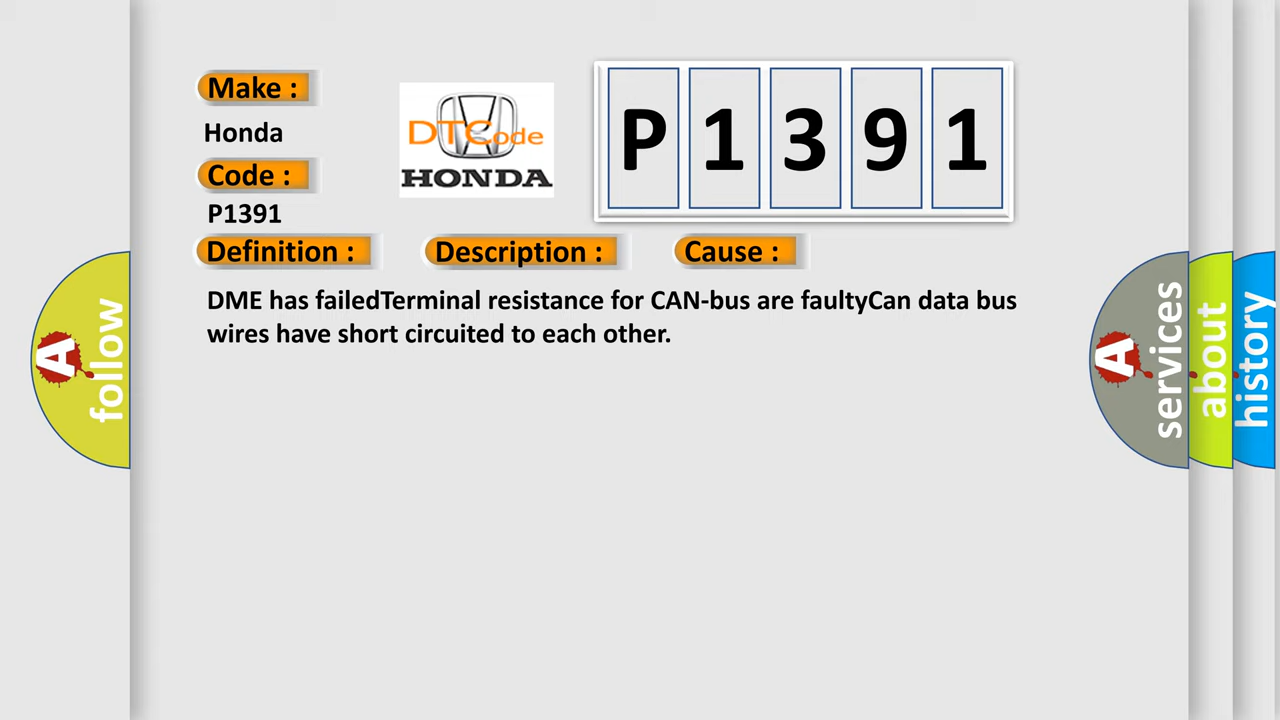 Make :
Honda
Code :
P1391
DTCode
HONDA
P1391
Definition :
Description :
Cause :
DME has failedTerminal resistance for CAN-bus are faultyCan data bus
wires have short circuited to each other.
A
follow
A
services
about
history